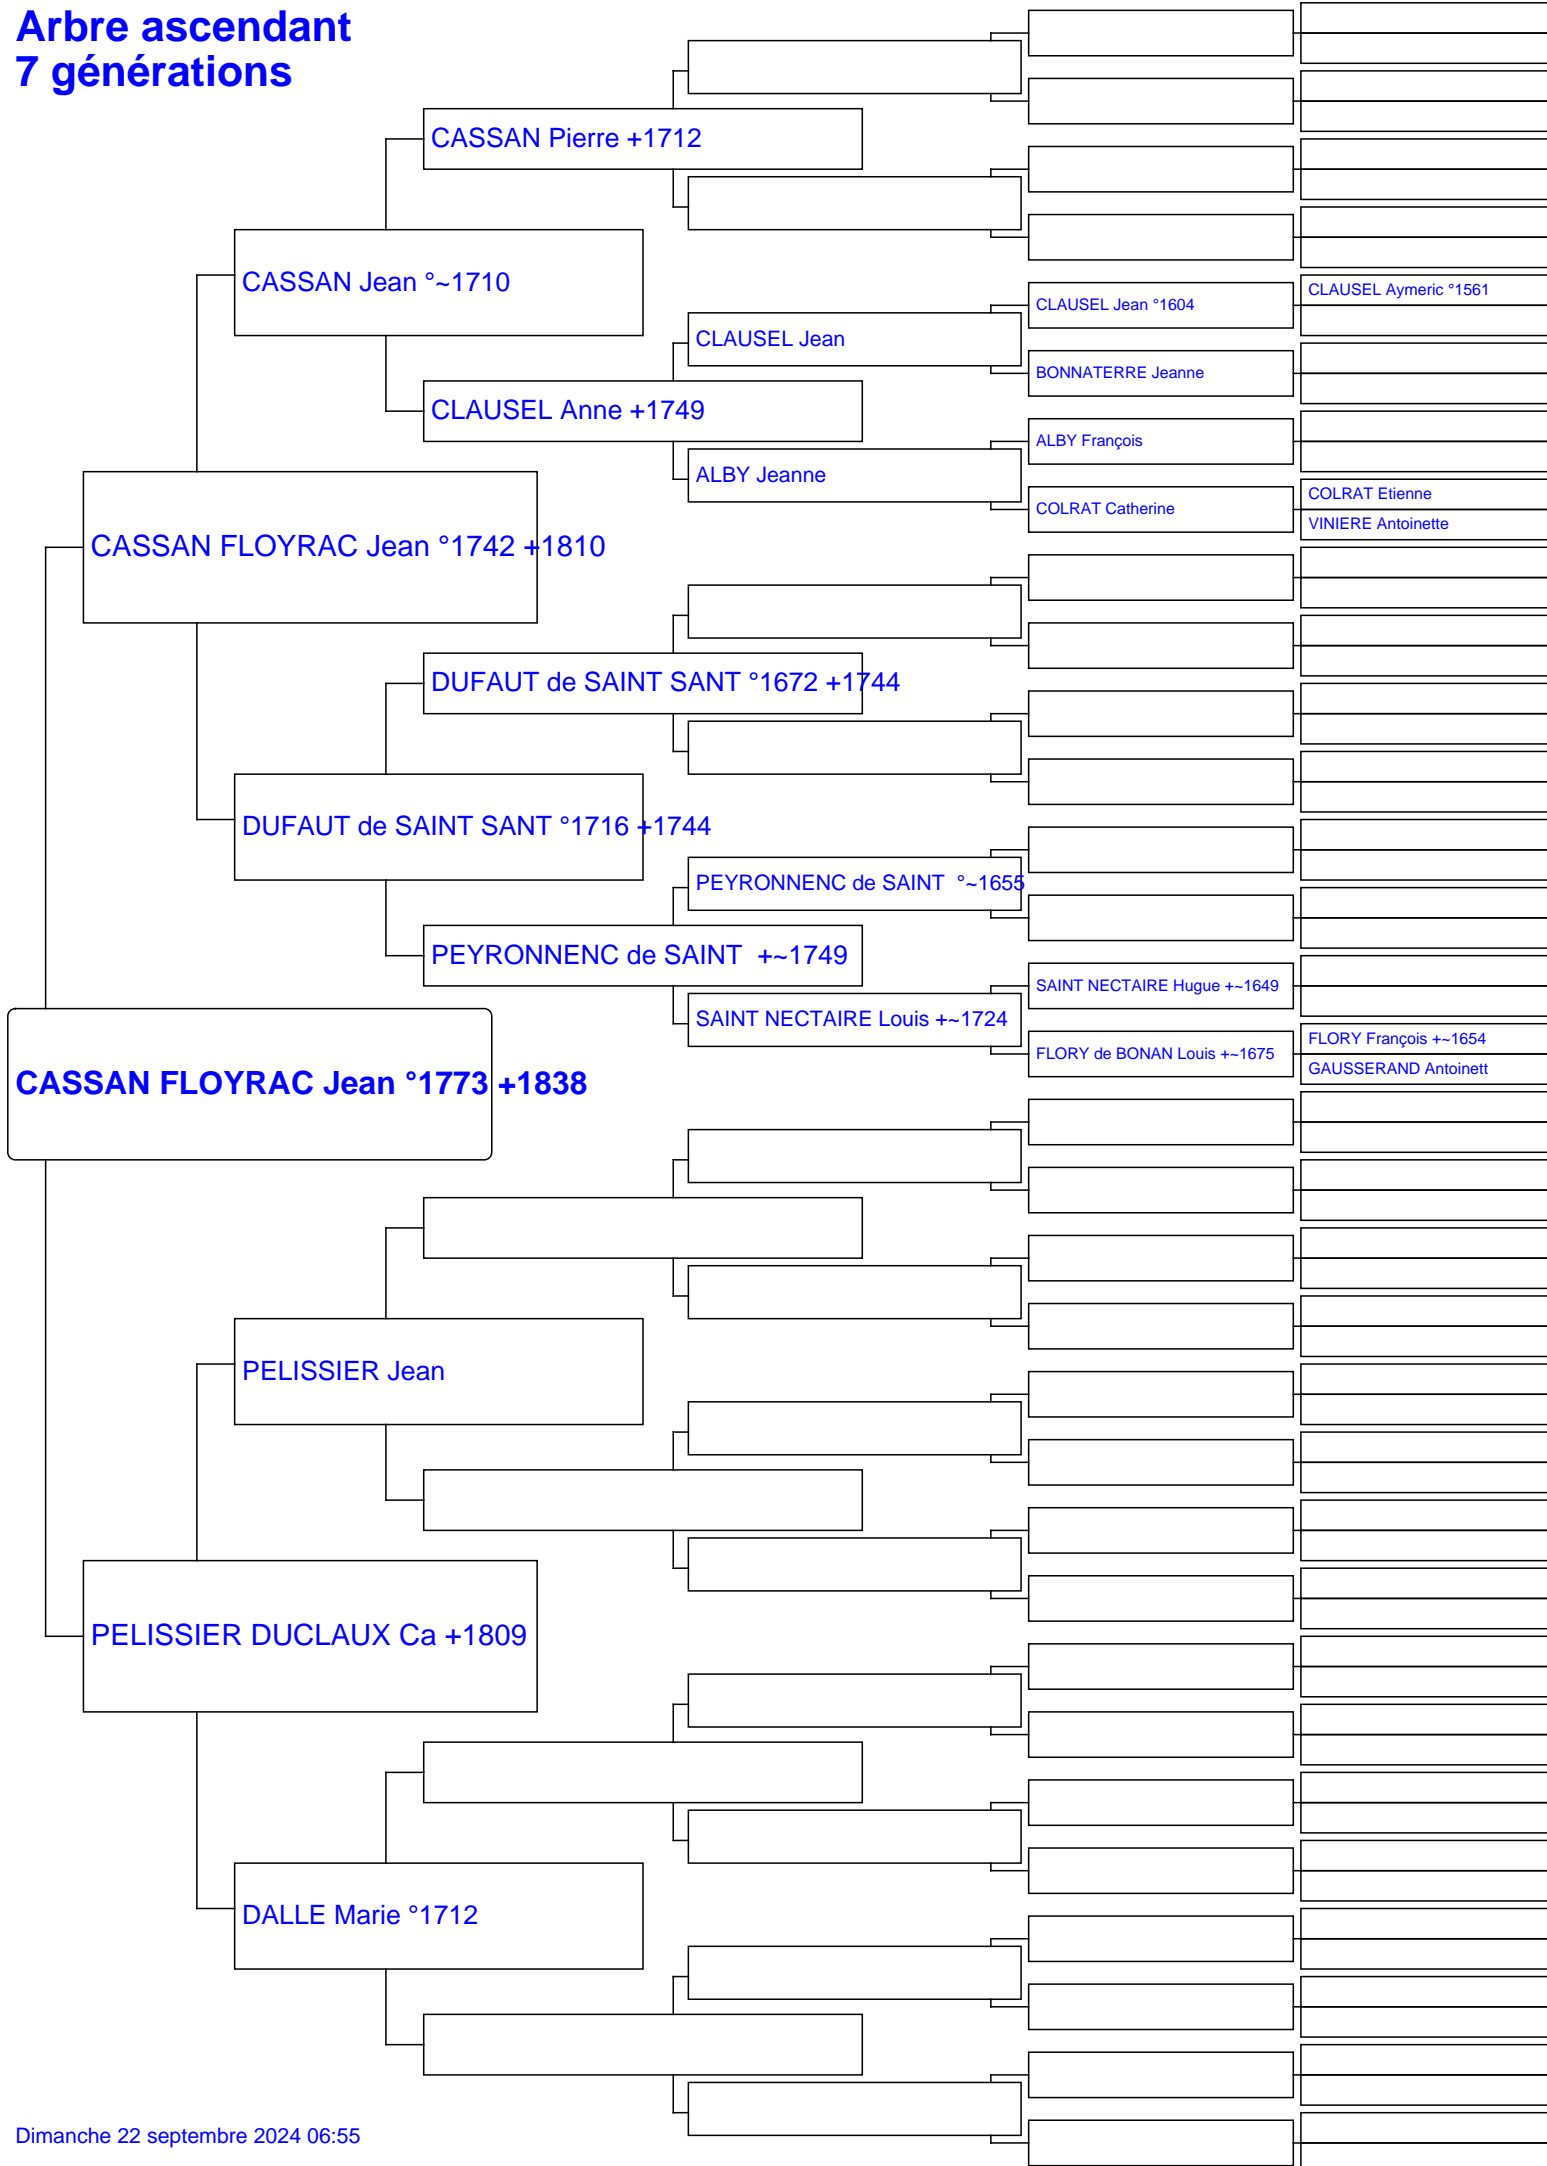 Arbre ascendant
7 générations
CASSAN Pierre +1712
CASSAN Jean °~1710
CLAUSEL Aymeric °1561
CLAUSEL Jean °1604
CLAUSEL Jean
BONNATERRE Jeanne
CLAUSEL Anne +1749
ALBY François
ALBY Jeanne
COLRAT Etienne
COLRAT Catherine
VINIERE Antoinette
CASSAN FLOYRAC Jean °1742 +1810
DUFAUT de SAINT SANT °1672 +1744
DUFAUT de SAINT SANT °1716 +1744
PEYRONNENC de SAINT  °~1655
PEYRONNENC de SAINT  +~1749
SAINT NECTAIRE Hugue +~1649
SAINT NECTAIRE Louis +~1724
FLORY François +~1654
FLORY de BONAN Louis +~1675
GAUSSERAND Antoinett
CASSAN FLOYRAC Jean °1773 +1838
PELISSIER Jean
PELISSIER DUCLAUX Ca +1809
DALLE Marie °1712
Dimanche 22 septembre 2024 06:55